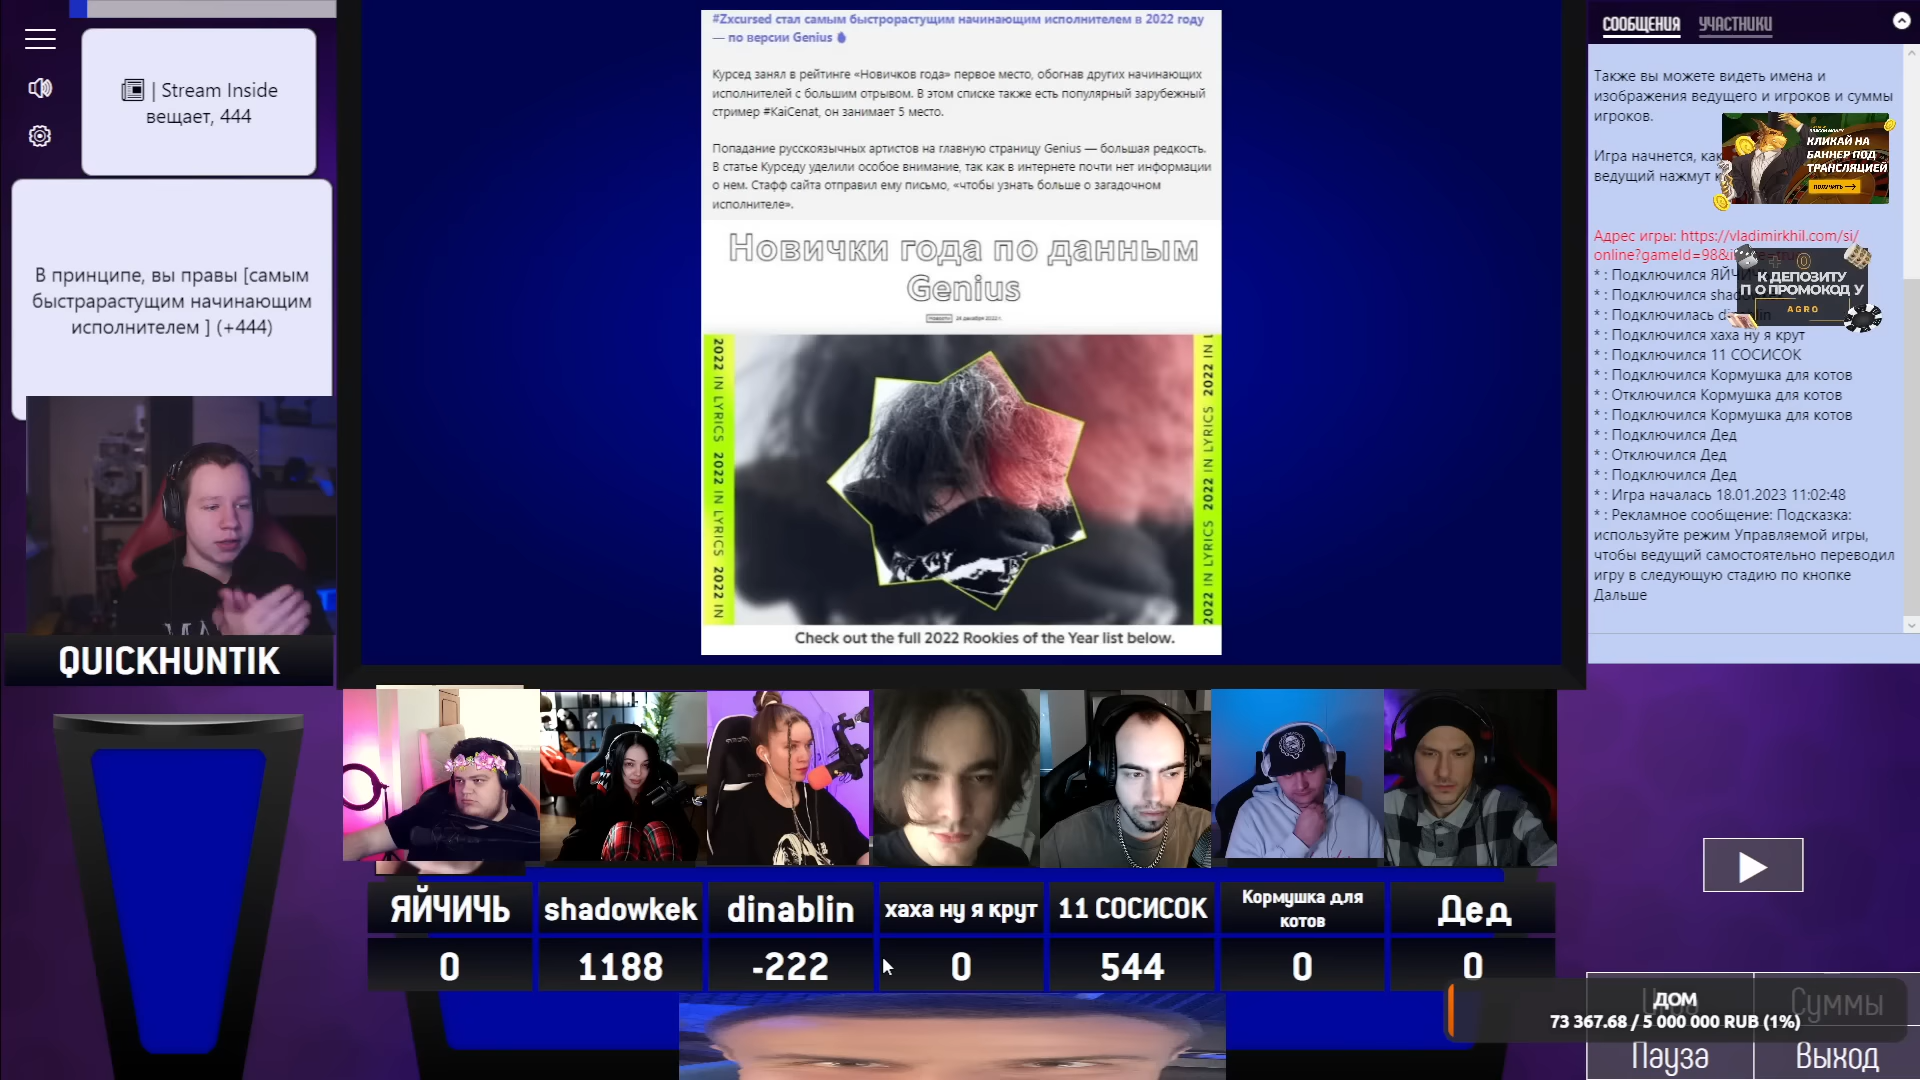 | Stream Inside
вещает, 444
В принципе, вы правы [самым
быстрарастущим начинающим
исполнителем ] (+444)
QUICKHUNTIK
#Zxcursed стал самым быстрорастущим начинающим исполнителем в 2022 году
— по версии Genius
Курсед занял в рейтинге «Новичков года» первое место, обогнав других начинающих
исполнителей с большим отрывом. В этом списке также есть популярный зарубежный
стример #KaiCenat, он занимает 5 место.
Попадание русскоязычных артистов на главную страницу Genius — большая редкость.
В статье Курседу уделили особое внимание, так как в интернете почти нет информации
о нем. Стафф сайта отправил ему письмо, «чтобы узнать больше о загадочном
исполнителе».
Новички года по данным
Genius
2022 IN LYRICS 2022 IN LYRICS 2022 IN
2022 IN LYRICS 2022 IN LYRICS 2022 IN
Check out the full 2022 Rookies of the Year list below.
СООБЩЕНИЯ УЧАСТНИКИ
Также вы можете видеть имена и
изображения ведущего и игроков и суммы
игроков.
Игра начнется, как
ведущий нажмут
КЛИКАЙ НА
БАННЕР ПОД
ТРАНСЛЯЦИЕЙ
ПОЛУЧИТЬ
Адрес игры: https://vladimirkhil.com/si/
online?gameId=98&i
К ДЕПОЗИТУ
ПО ПРОМОКОДУ
AGRO
* : Подключился ЯЙЧ
* : Подключился shad
* : Подключилась di in
* : Подключился хаха ну я крут
* : Подключился 11 СОСИСОК
* : Подключился Кормушка для котов
* : Отключился Кормушка для котов
* : Подключился Кормушка для котов
* : Подключился Дед
* : Отключился Дед
* : Подключился Дед
* : Игра началась 18.01.2023 11:02:48
* : Рекламное сообщение: Подсказка:
используйте режим Управляемой игры,
чтобы ведущий самостоятельно переводил
игру в следующую стадию по кнопке
Дальше
ЯЙЧИЧЬ shadowkek dinablin хаха ну я крут 11 СОСИСОК Кормушка для котов Дед
0 1188 -222 0 544 0 0
ДОМ
73 367.68 / 5 000 000 RUB (1%)
Суммы
Пауза Выход